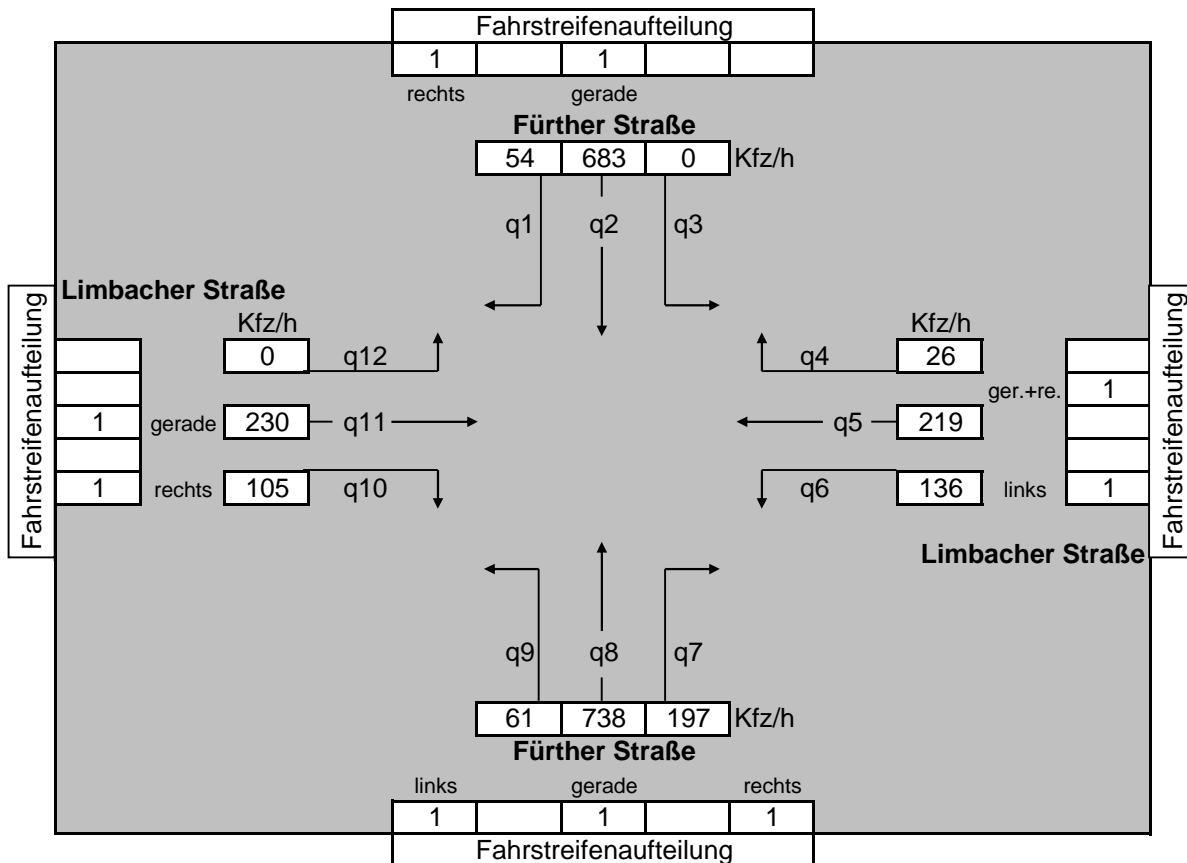 Fahrstreifenaufteilung
1 1
rechts gerade
Fürther Straße
54 683 0 Kfz/h
q1 q2 q3
Fahrstreifenaufteilung
Limbacher Straße
Kfz/h
0 q12
1 gerade 230 q11
1 rechts 105 q10
Kfz/h
q4 26
ger.+re. 1
q5 219
q6 136 links 1
Limbacher Straße
Fahrstreifenaufteilung
q9 q8 q7
61 738 197 Kfz/h
Fürther Straße
links gerade rechts
1 1 1
Fahrstreifenaufteilung